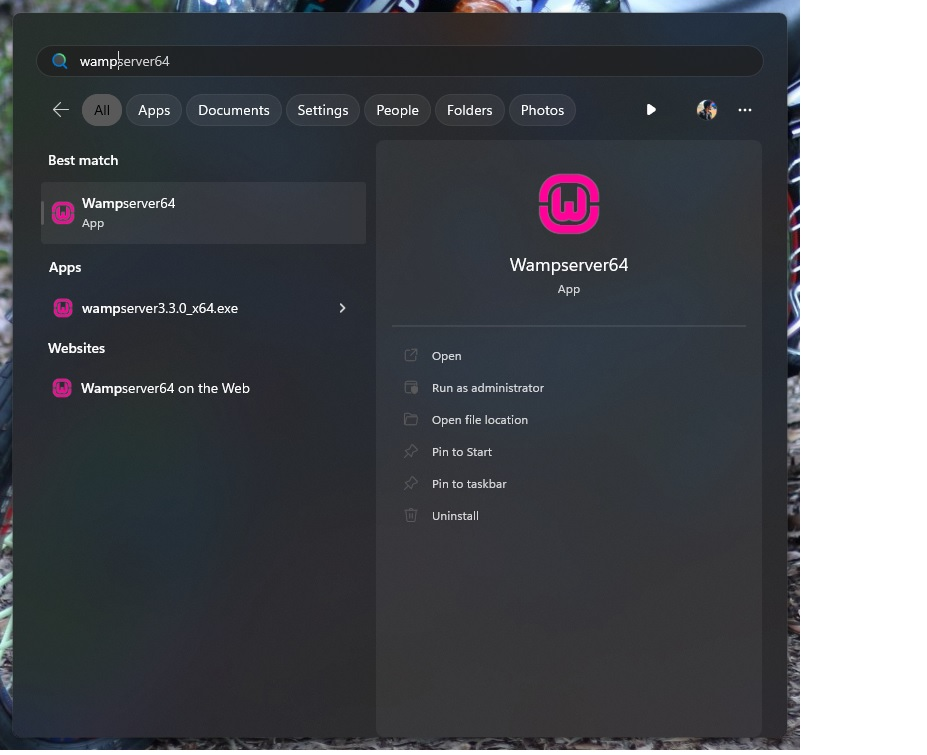 wampserver64
All Apps Documents Settings People Folders Photos
Best match
Wampserver64
App
Apps
wampserver3.3.0_x64.exe
Websites
Wampserver64 on the Web
Wampserver64
App
Open
Run as administrator
Open file location
Pin to Start
Pin to taskbar
Uninstall